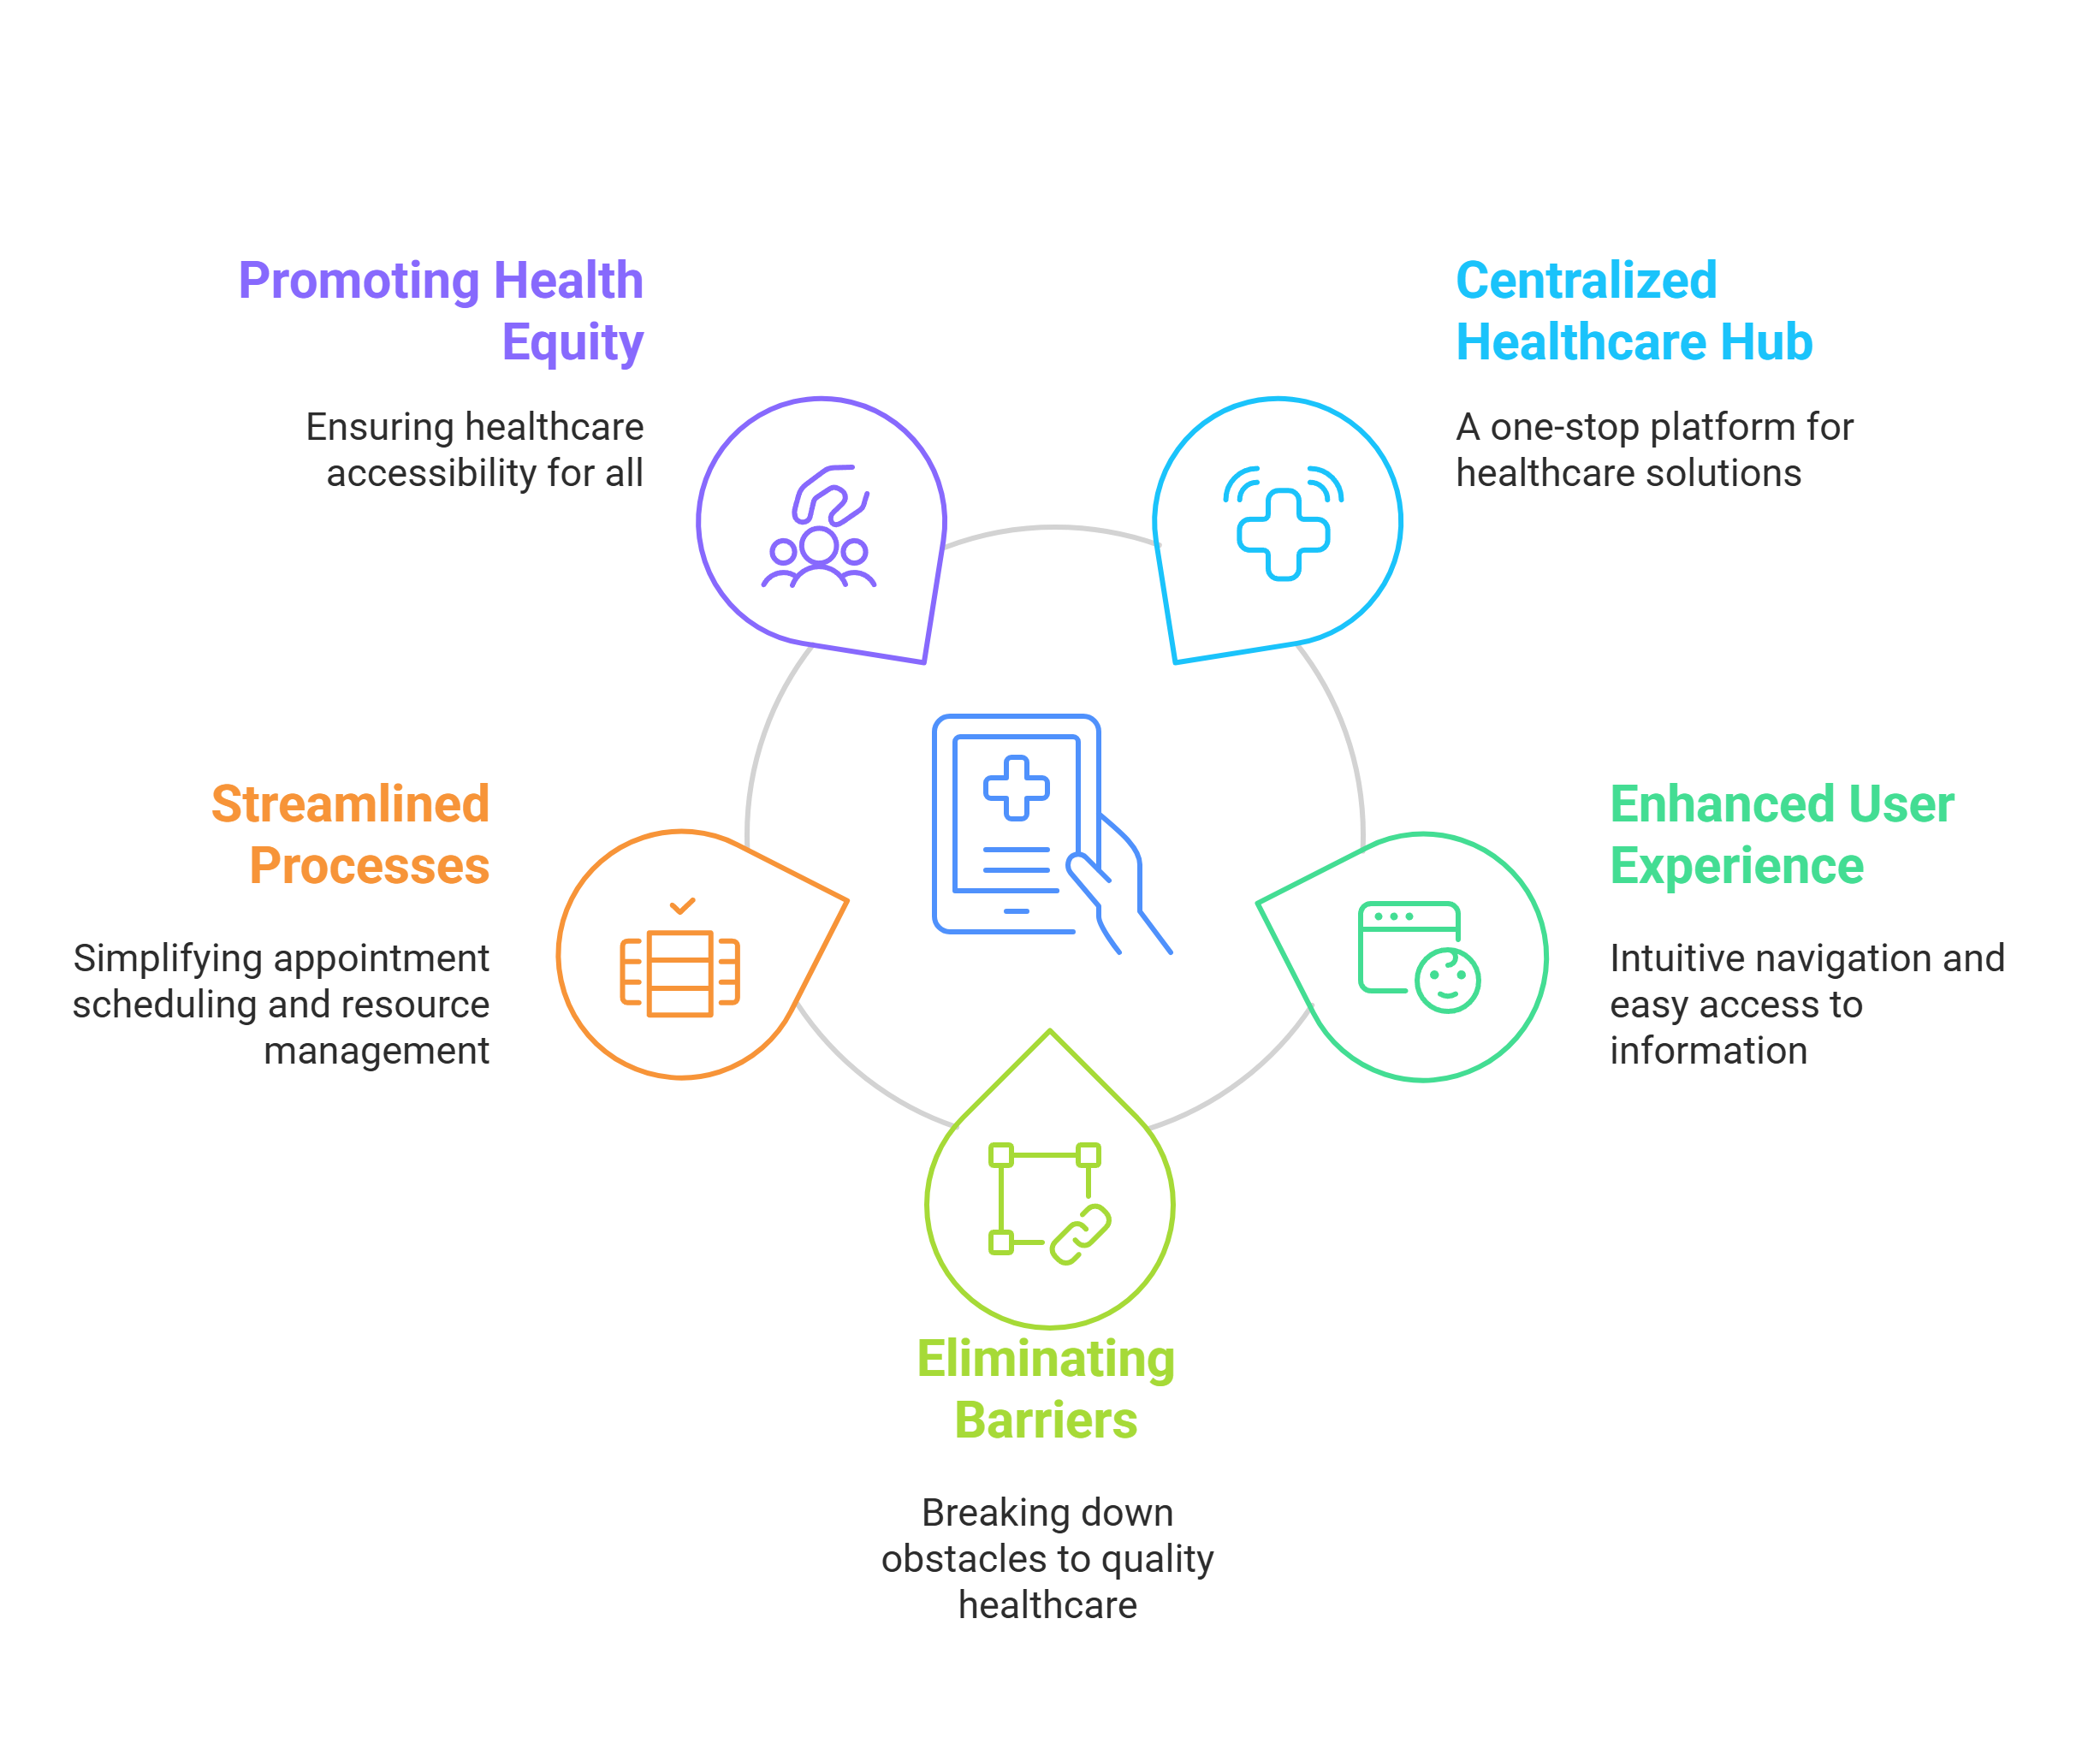 Promoting Health
Equity
Ensuring healthcare
accessibility for all
Centralized
Healthcare Hub
A one-stop platform for
healthcare solutions
Streamlined
Processes
Simplifying appointment
scheduling and resource
management
Enhanced User
Experience
Intuitive navigation and
easy access to
information
Eliminating
Barriers
Breaking down
obstacles to quality
healthcare